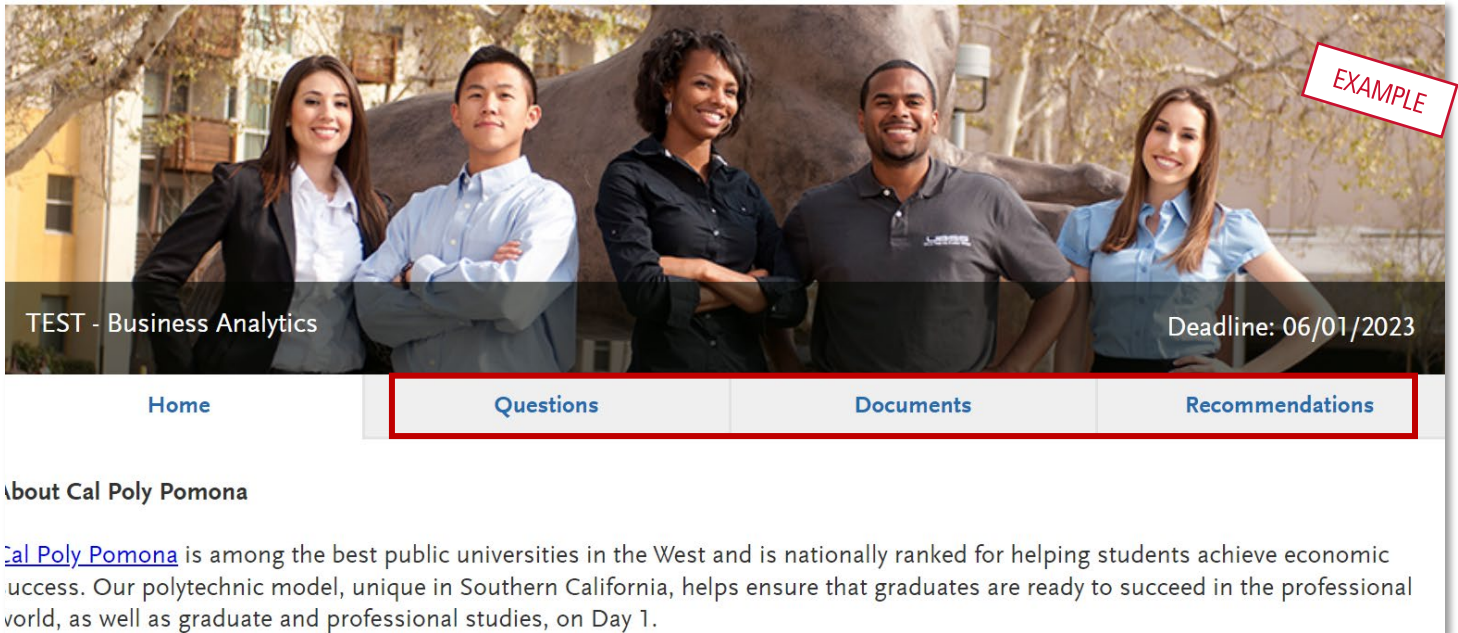 EXAMPLE
TEST - Business Analytics
Deadline: 06/01/2023
Home
Questions
Documents
Recommendations
About Cal Poly Pomona
Cal Poly Pomona is among the best public universities in the West and is nationally ranked for helping students achieve economic
success. Our polytechnic model, unique in Southern California, helps ensure that graduates are ready to succeed in the professional
world, as well as graduate and professional studies, on Day 1.